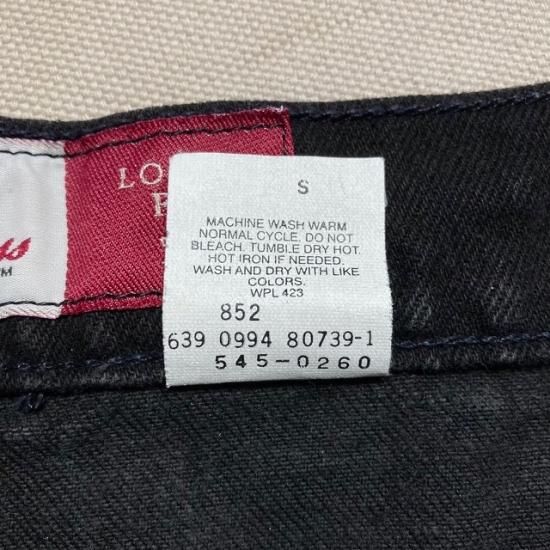 S
MACHINE WASH WARM
NORMAL CYCLE. DO NOT
BLEACH. TUMBLE DRY HOT.
HOT IRON IF NEEDED.
WASH AND DRY WITH LIKE
COLORS.
WPL 423
852
639 0994 80739-1
545-0260
TM